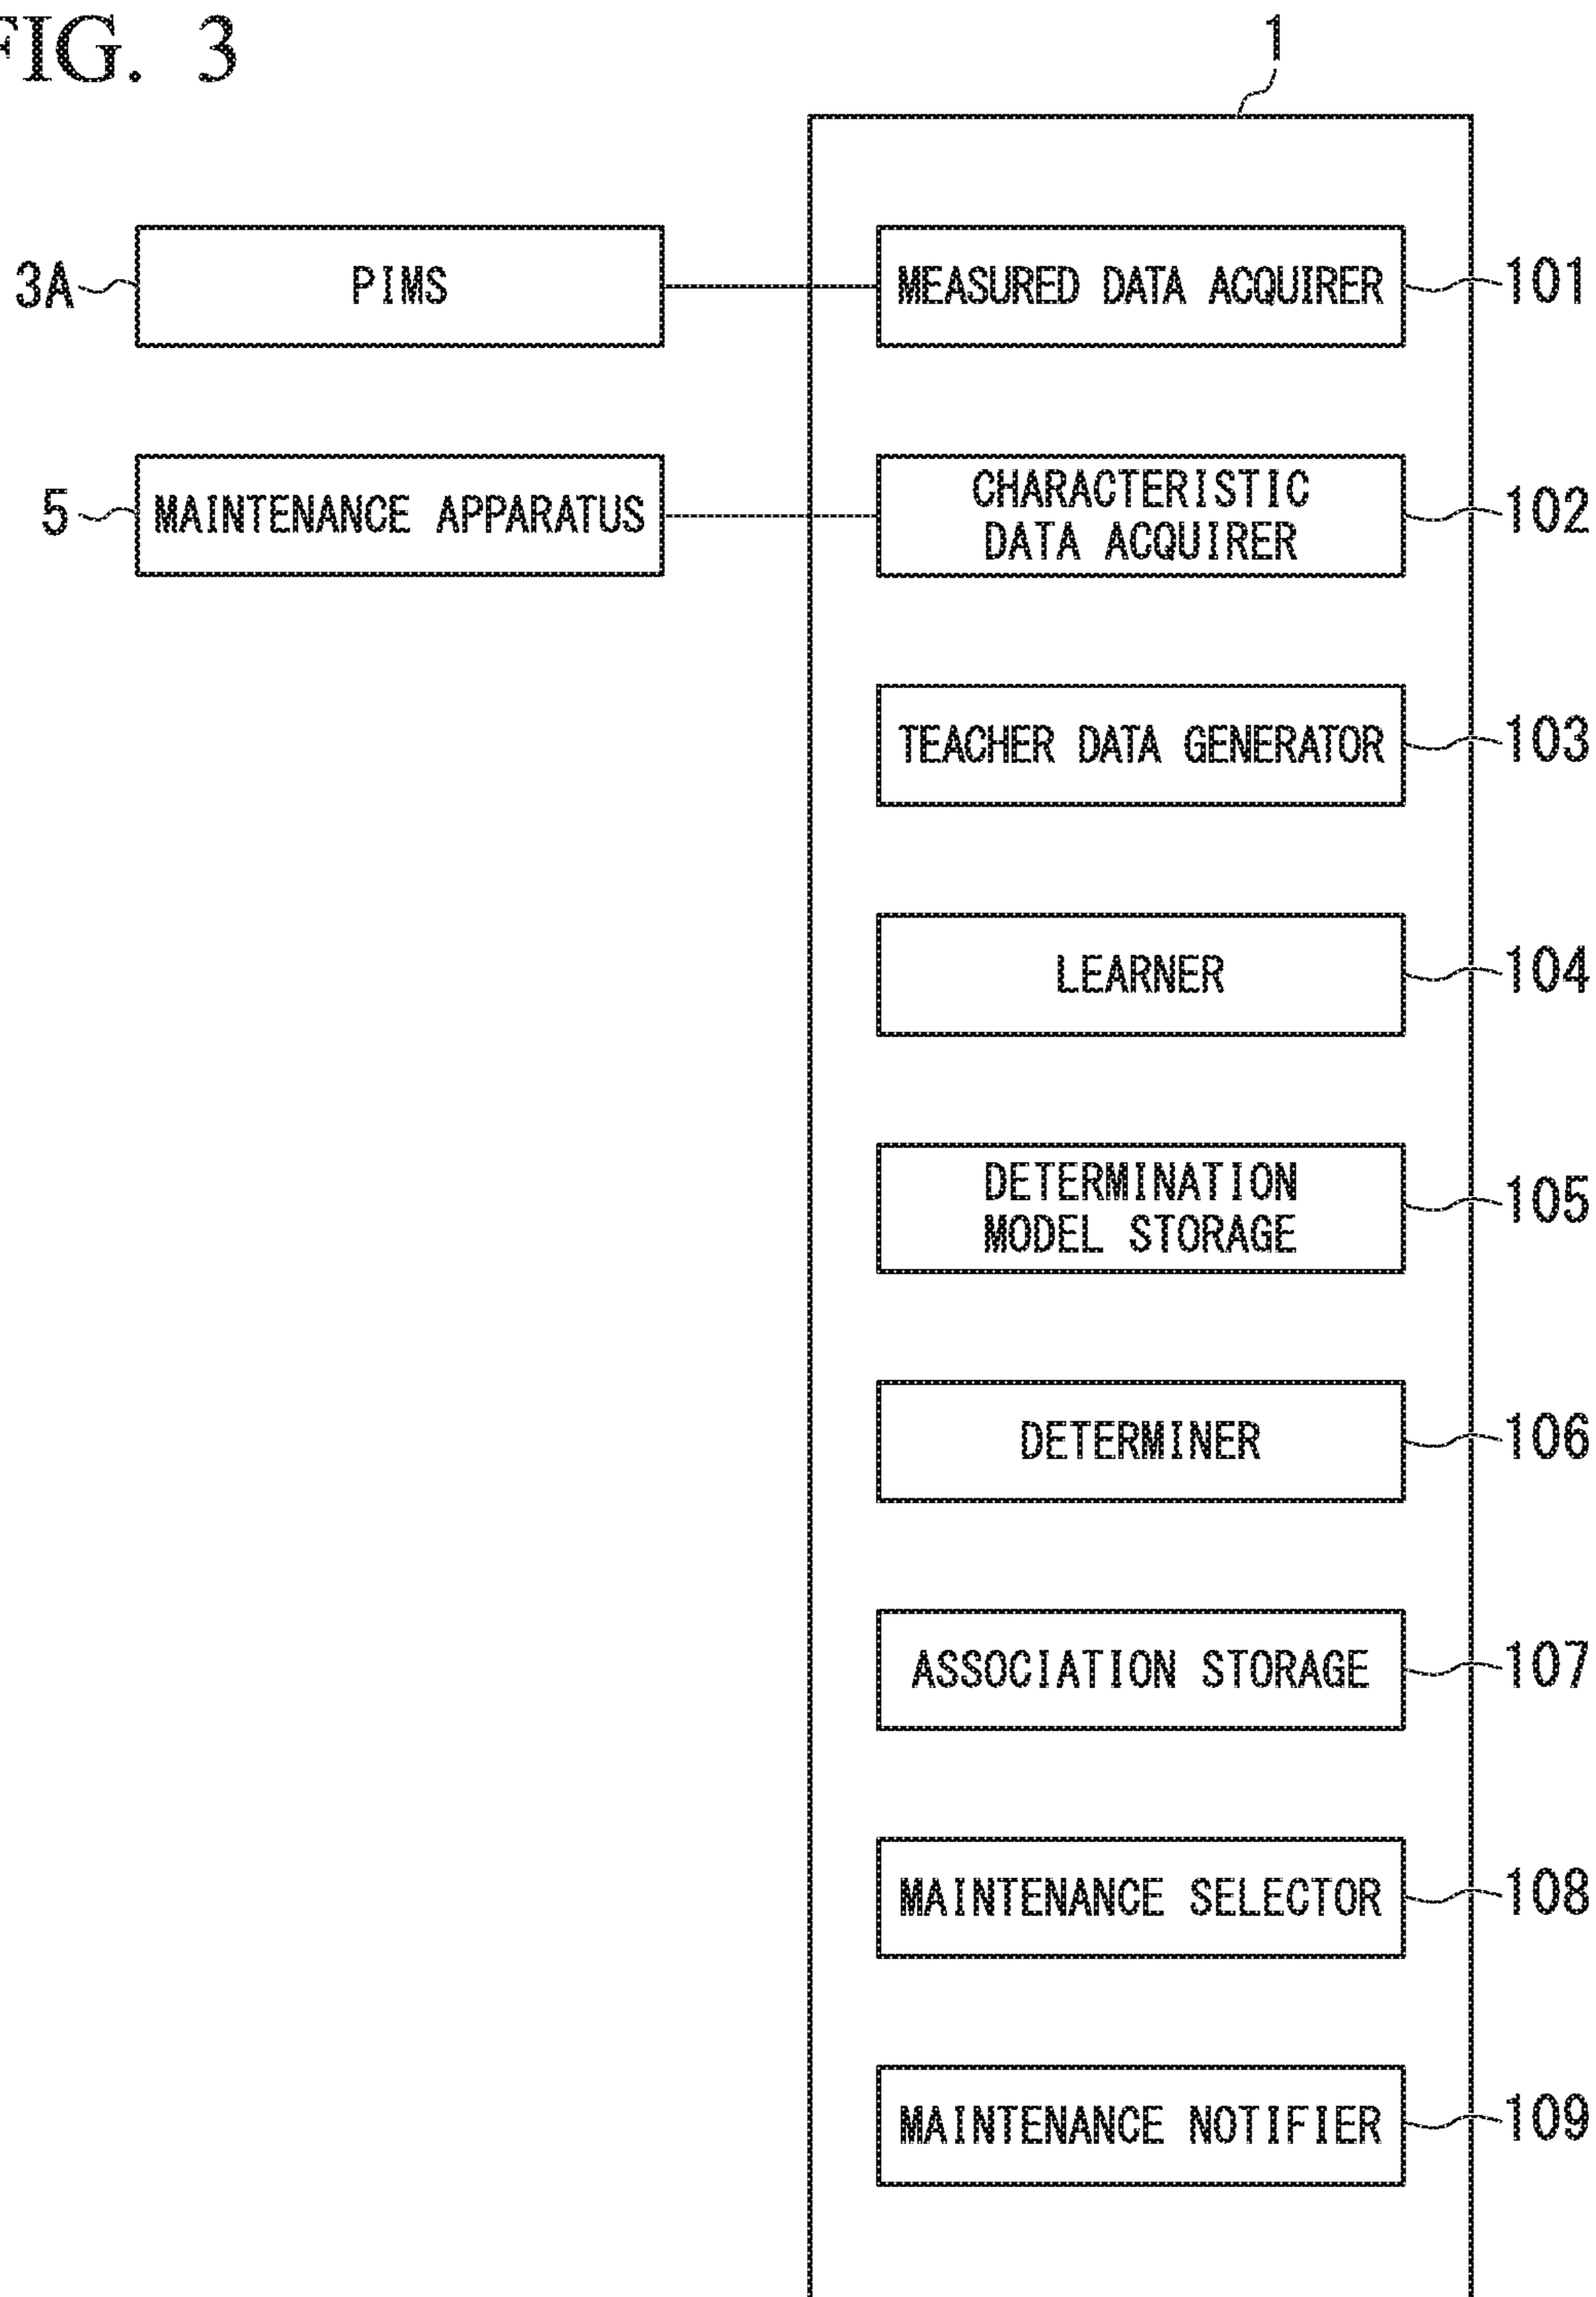 FIG. 3
1
3A
PIMS
MEASURED DATA ACQUIRER
101
5
MAINTENANCE APPARATUS
CHARACTERISTIC
DATA ACQUIRER
102
TEACHER DATA GENERATOR
103
LEARNER
104
DETERMINATION
MODEL STORAGE
105
DETERMINER
106
ASSOCIATION STORAGE
107
MAINTENANCE SELECTOR
108
MAINTENANCE NOTIFIER
109